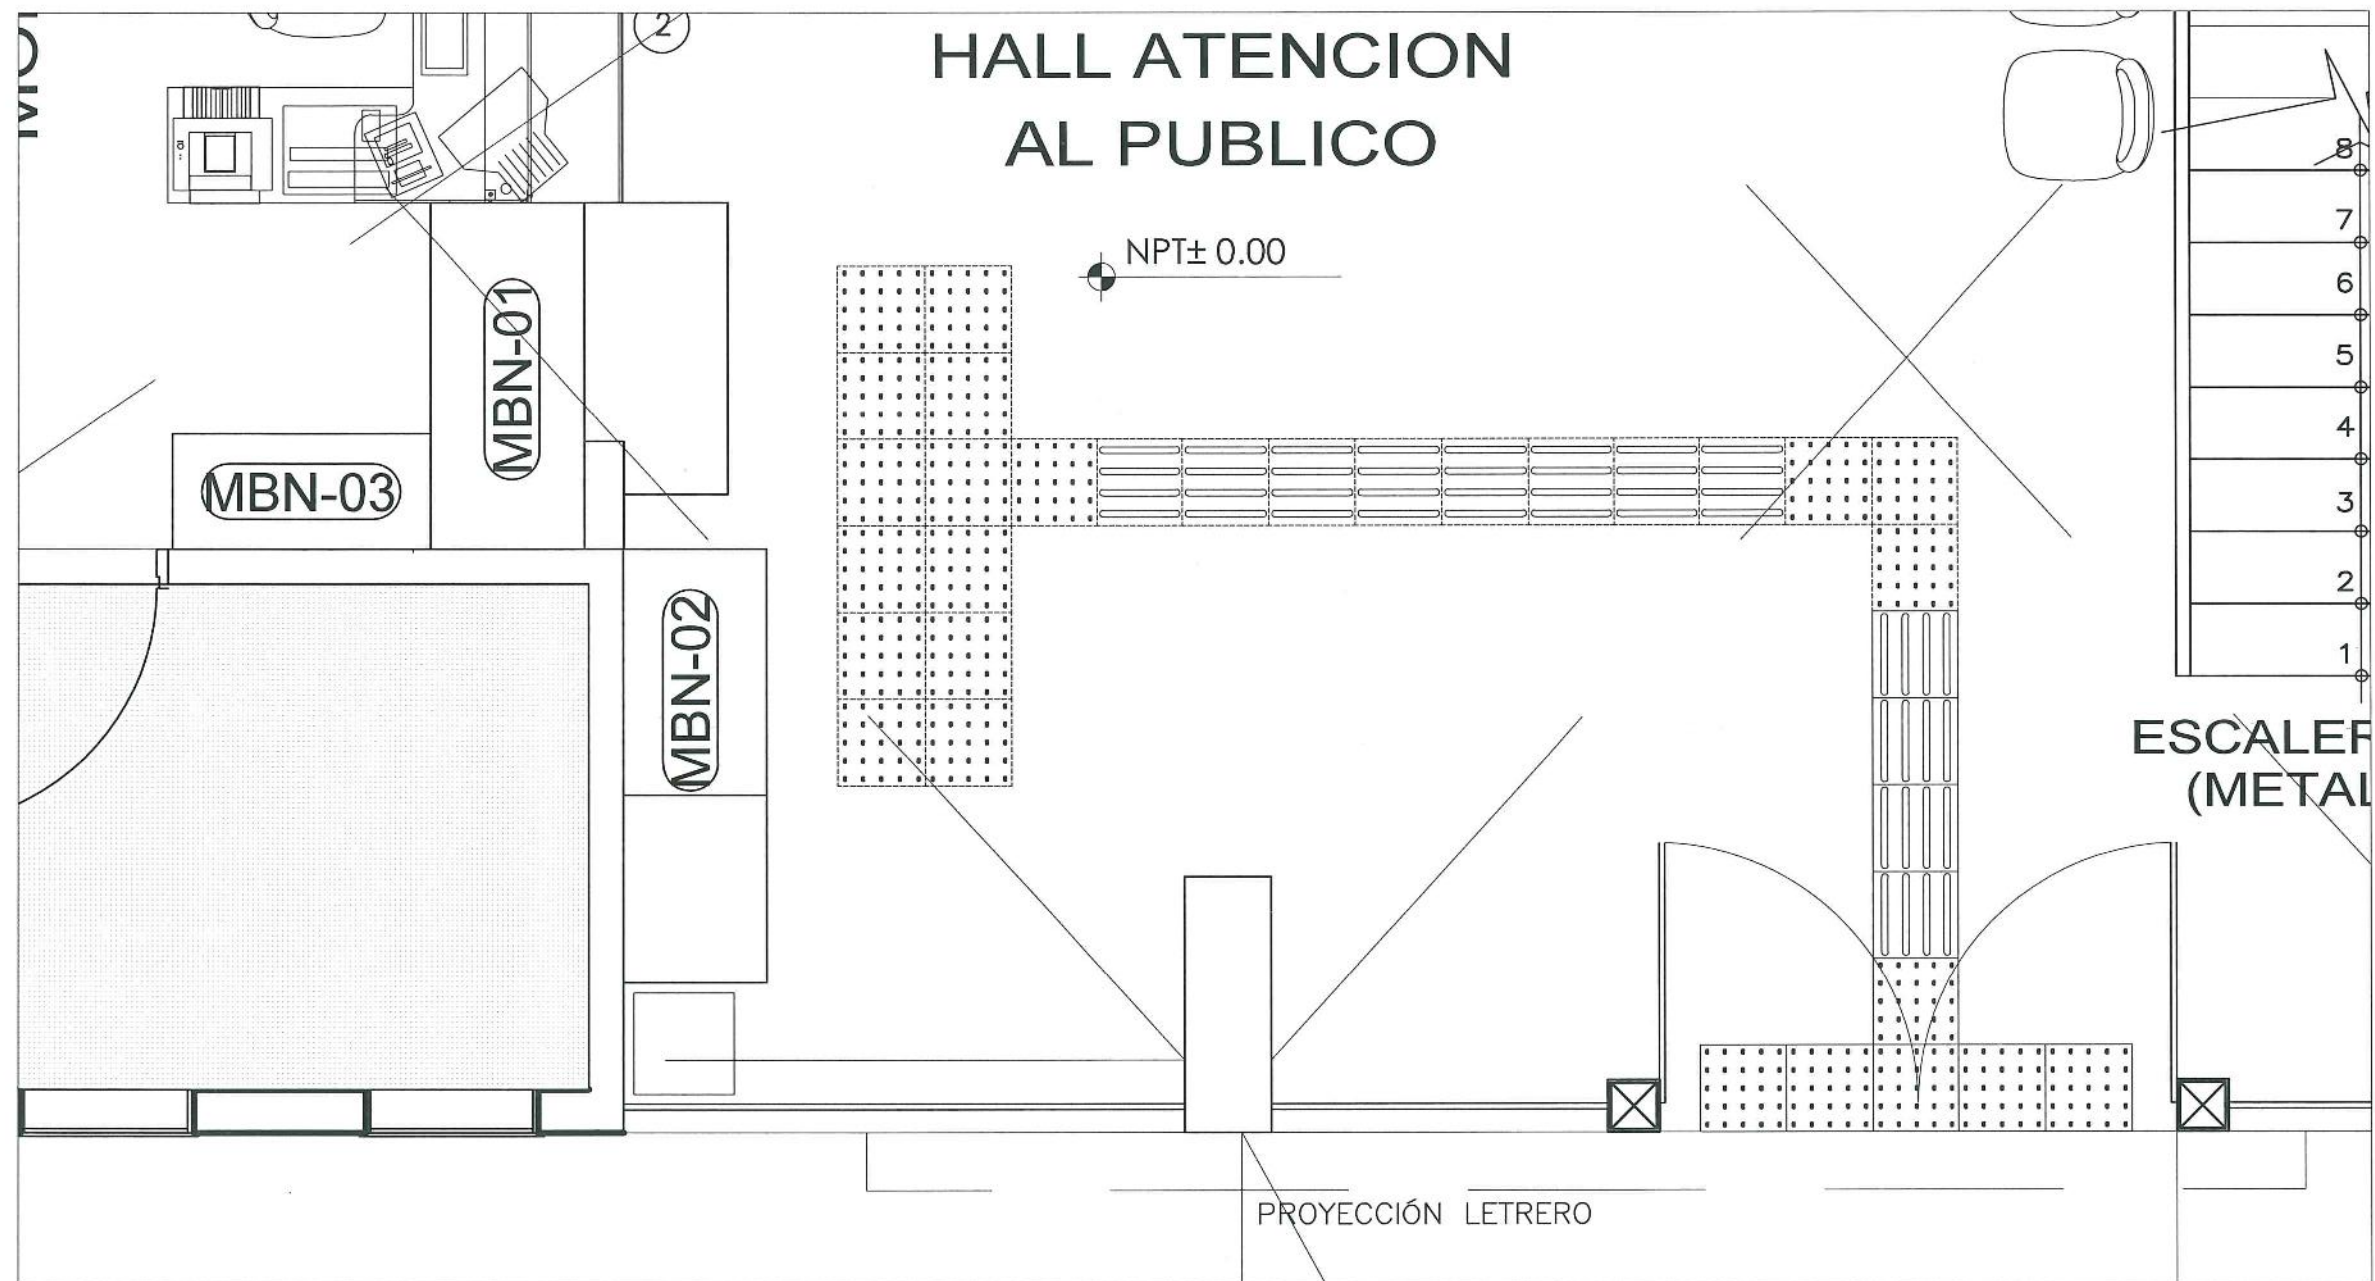 2
HALL ATENCION
AL PUBLICO
NPT± 0.00
MBN-01
MBN-03
MBN-02
8
7
6
5
4
3
2
1
PROYECCIÓN LETRERO